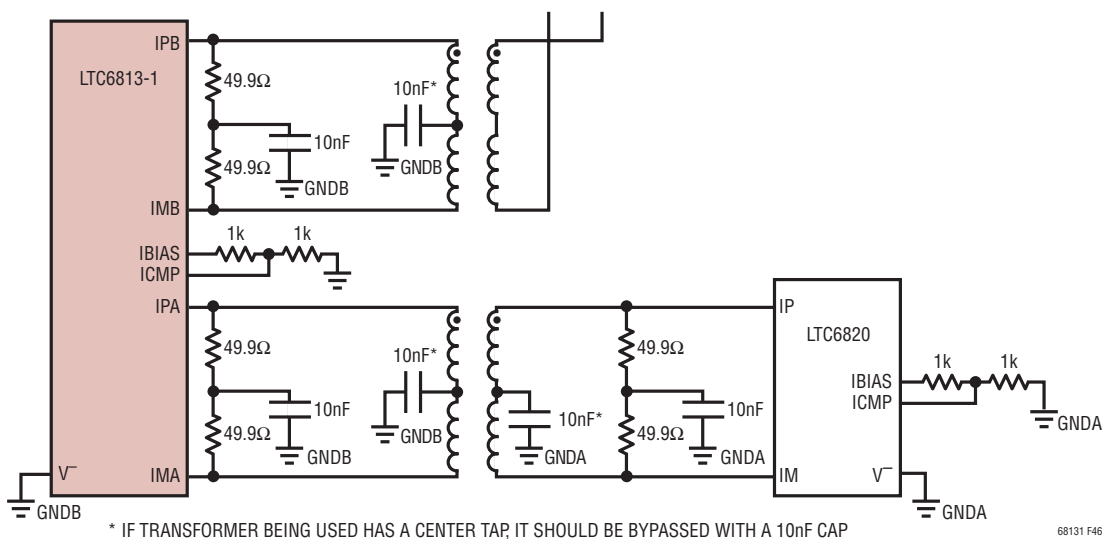 IPB
LTC6813-1
49.9Ω
10nF*
10nF
49.9Ω
GNDB
GNDB
IMB
1k
1k
IBIAS
ICMP
IPA
IP
LTC6820
49.9Ω
49.9Ω
10nF*
1k
1k
IBIAS
ICMP
10nF
10nF*
10nF
49.9Ω
GNDB
49.9Ω
GNDA
GNDB
GNDA
GNDA
V–
IMA
IM
V–
GNDB
GNDA
* IF TRANSFORMER BEING USED HAS A CENTER TAP, IT SHOULD BE BYPASSED WITH A 10nF CAP
68131 F46